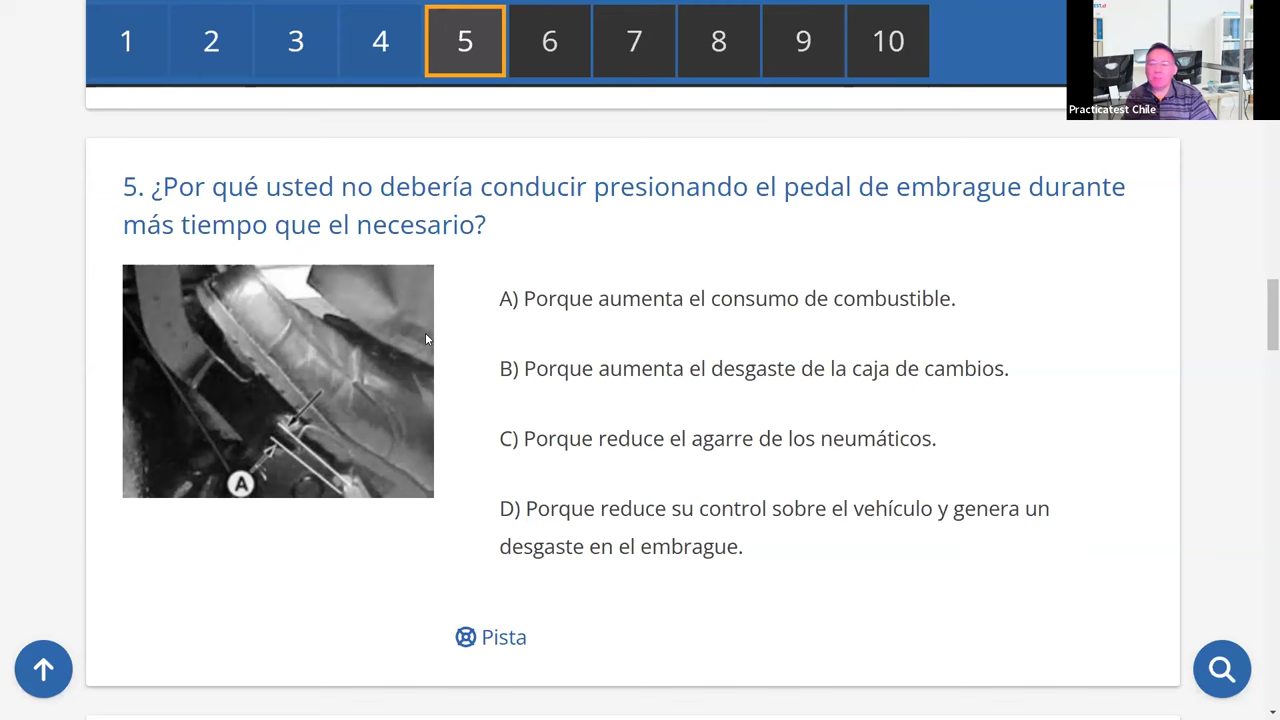 1 2 3 4 5 6 7 8 9 10
Practicatest Chile
5. ¿Por qué usted no debería conducir presionando el pedal de embrague durante
más tiempo que el necesario?
A) Porque aumenta el consumo de combustible.
B) Porque aumenta el desgaste de la caja de cambios.
C) Porque reduce el agarre de los neumáticos.
D) Porque reduce su control sobre el vehículo y genera un
desgaste en el embrague.
A
Pista